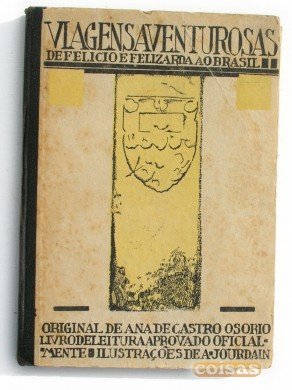 VIAGENS AVENTUROSAS
DE FELICIO E FELIZARDA AO BRASIL
ORIGINAL DE ANA DE CASTRO OSORIO
LIVRO DE LEITURA APROVADO OFICIAL-
MENTE ILUSTRAÇÕES DE A. JOURDAIN
coisas